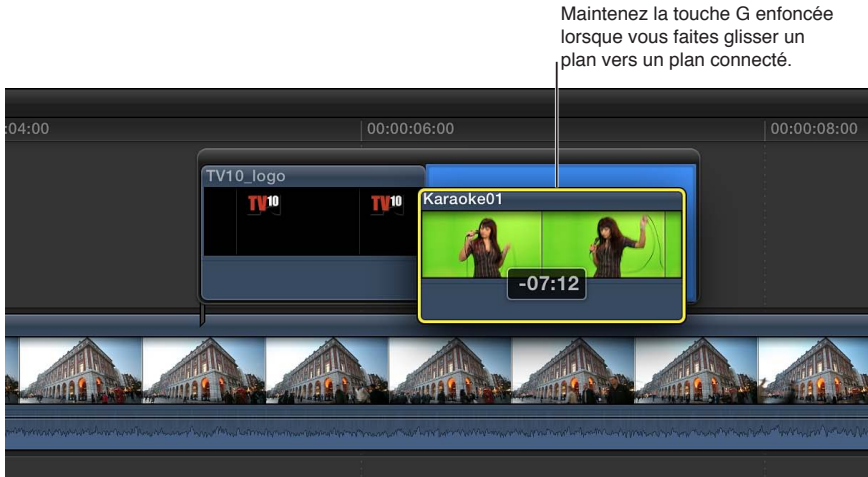 Maintenez la touche G enfoncée
lorsque vous faites glisser un
plan vers un plan connecté.
:04:00
00:00:06:00
00:00:08:00
TV10_logo
TV10
TV10
Karaoke01
-07:12